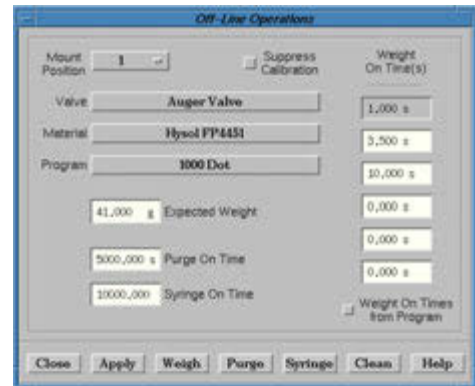 Off-Line Operations
Mount Position 1
Suppress Calibration
Weight On Time(s)
Valve Auger Valve
1,000 s
Material Hysol FP4451
3,500 s
Program 1000 Dot
10,000 s
41,000 g Expected Weight
0,000 s
5000,000 s Purge On Time
0,000 s
10000,000 Syringe On Time
0,000 s
Weight On Times from Program
Close Apply Weigh Purge Syringe Clean Help